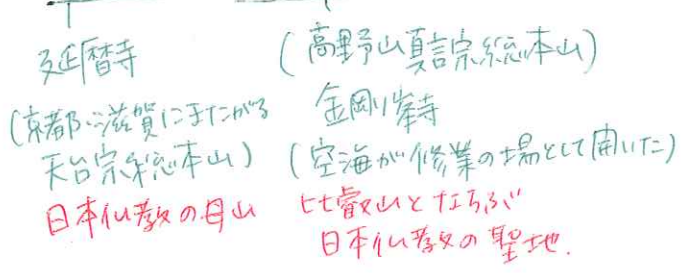 延暦寺
(京都・滋賀にまたがる
天台宗総本山)
日本仏教の母山
(高野山真言宗総本山)
金剛峯寺
(空海が修業の場として開いた)
比叡山とならぶ
日本仏教の聖地.